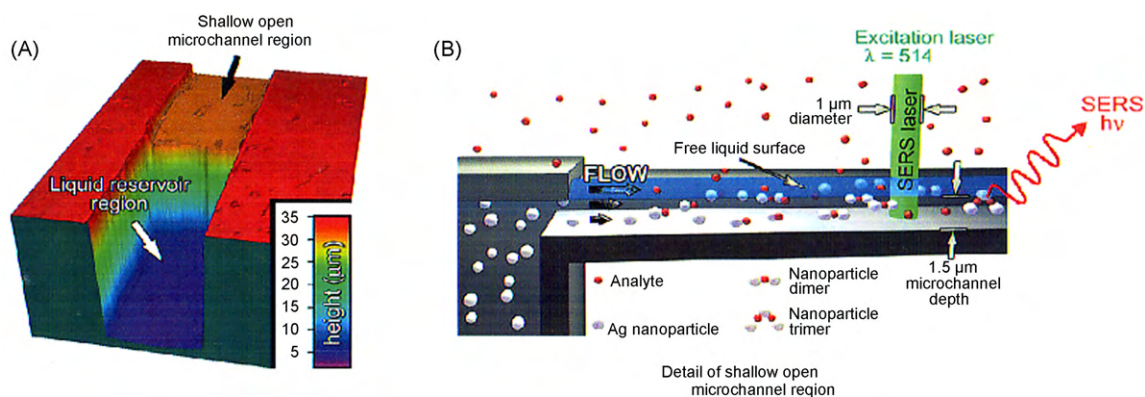 (A)
Shallow open
microchannel region
Liquid reservoir
region
35
30
25
20
15
10
5
height (μm)
(B)
Excitation laser
λ = 514
1 μm
diameter
SERS laser
SERS
hν
Free liquid surface
FLOW
1.5 μm
microchannel
depth
Analyte
Nanoparticle
dimer
Ag nanoparticle
Nanoparticle
trimer
Detail of shallow open
microchannel region